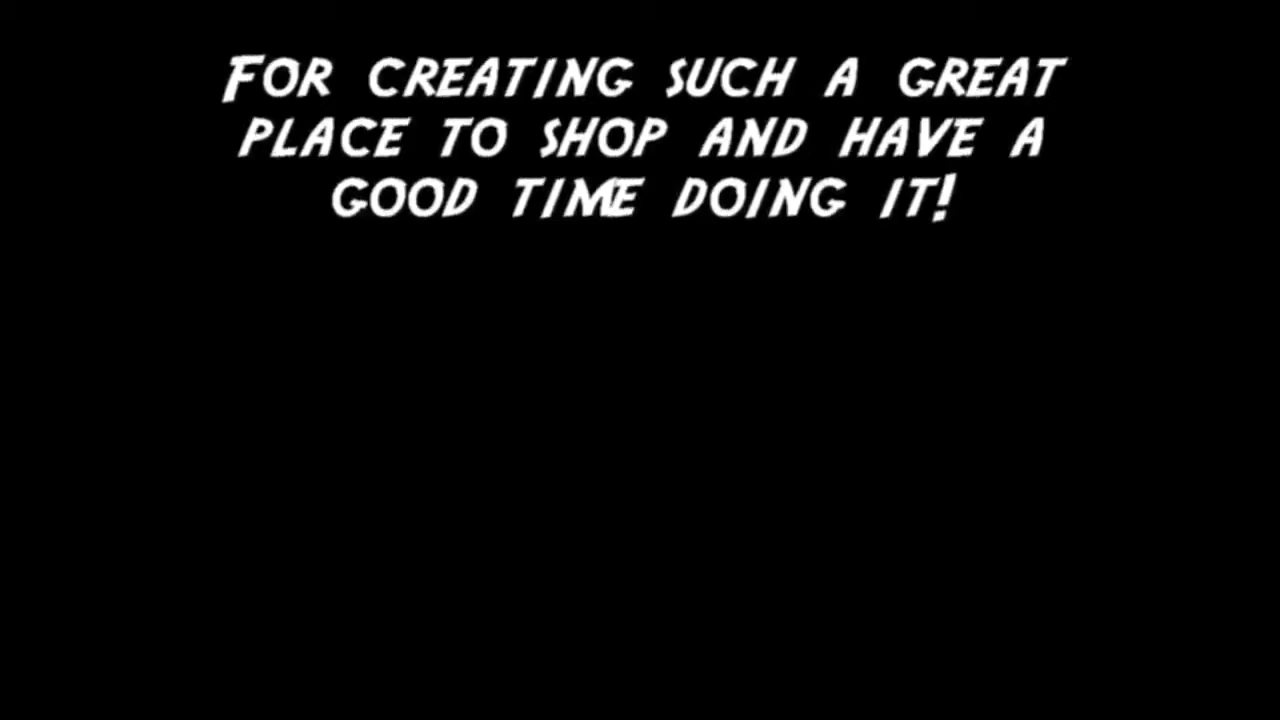 FOR CREATING SUCH A GREAT
PLACE TO SHOP AND HAVE A
GOOD TIME DOING IT!